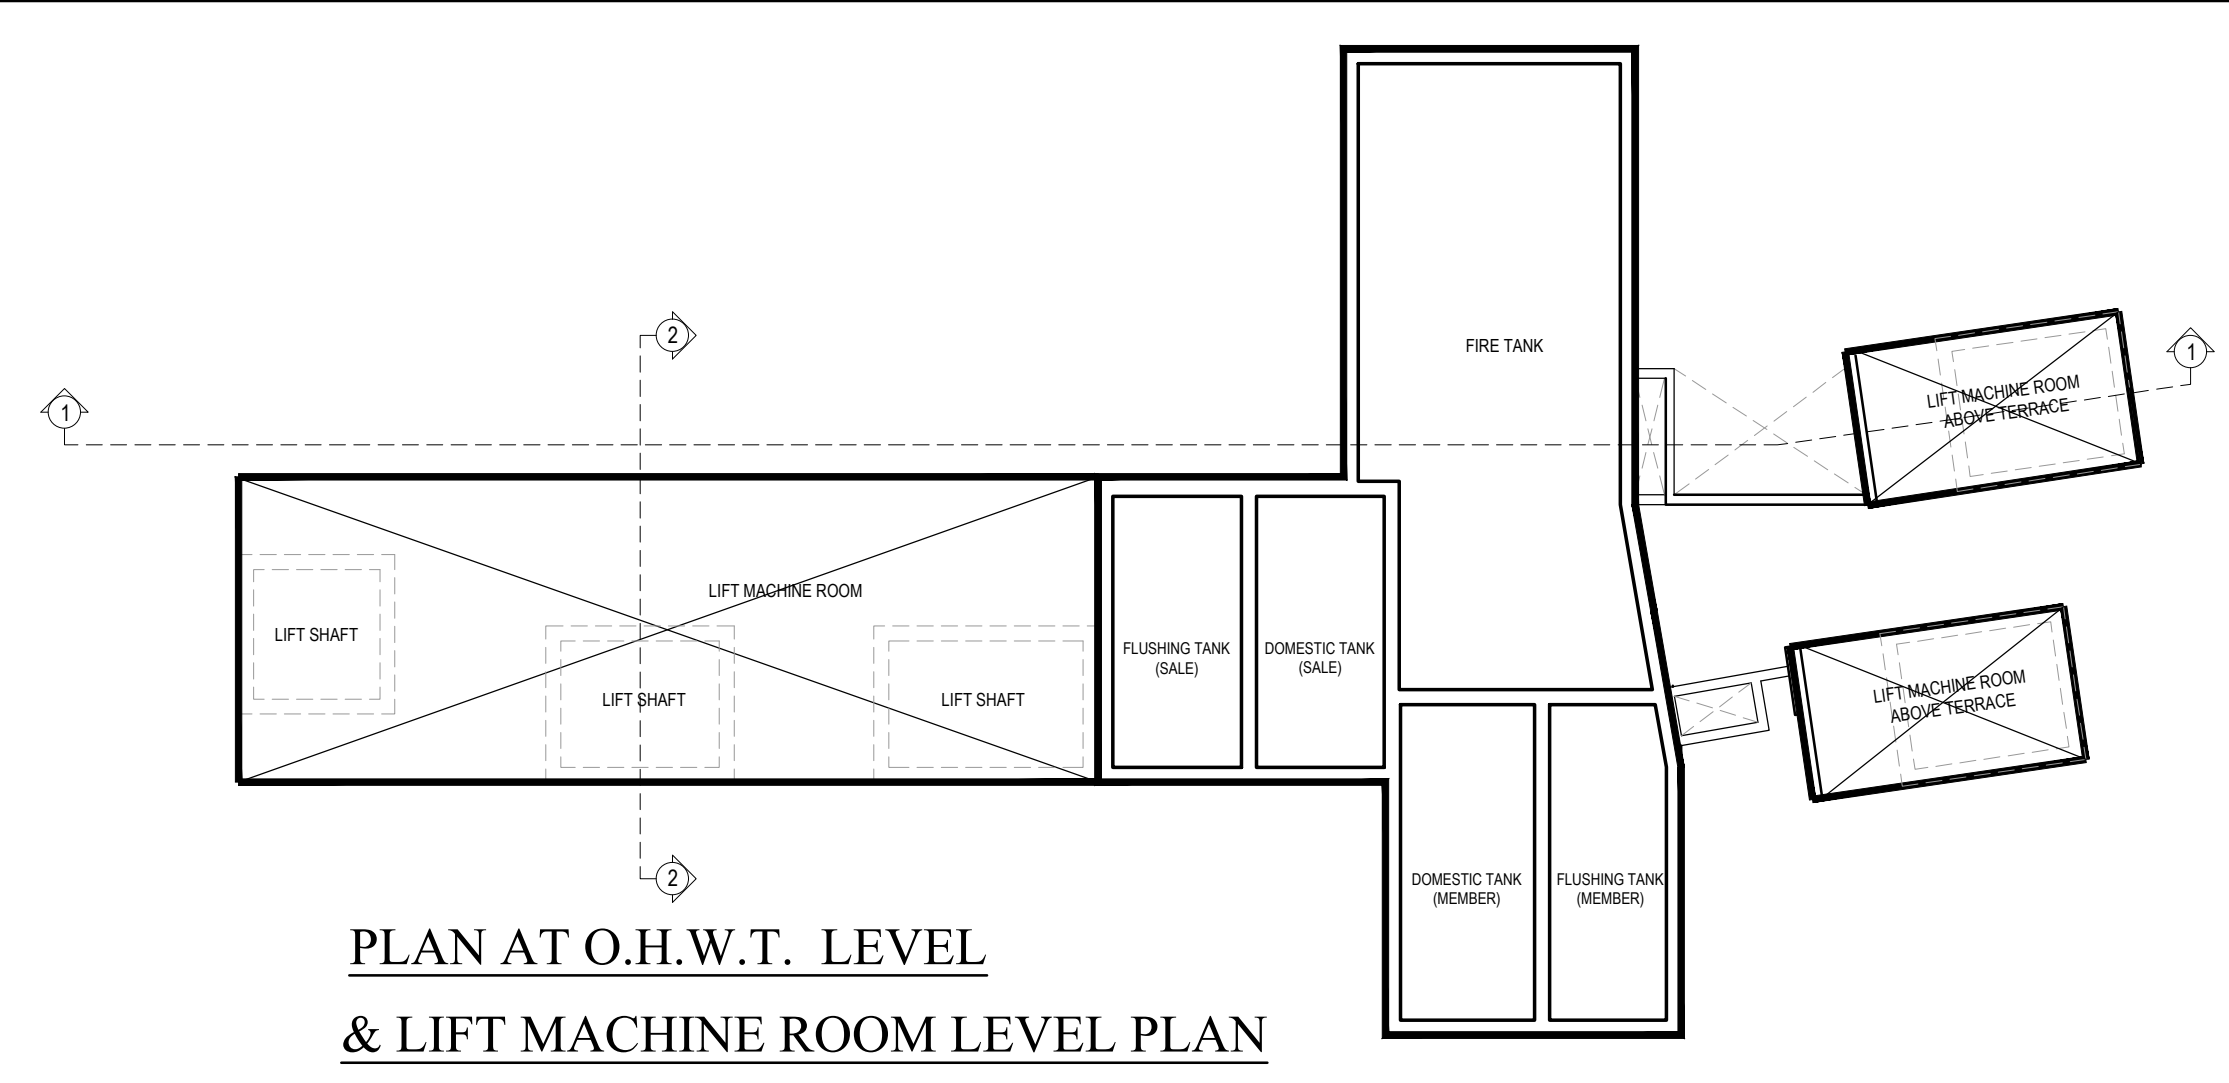 FIRE TANK
2
1
1
LIFT MACHINE ROOM
ABOVE TERRACE
LIFT MACHINE ROOM
LIFT SHAFT
LIFT SHAFT
LIFT SHAFT
FLUSHING TANK
(SALE)
DOMESTIC TANK
(SALE)
LIFT MACHINE ROOM
ABOVE TERRACE
2
DOMESTIC TANK
(MEMBER)
FLUSHING TANK
(MEMBER)
PLAN AT O.H.W.T. LEVEL
& LIFT MACHINE ROOM LEVEL PLAN